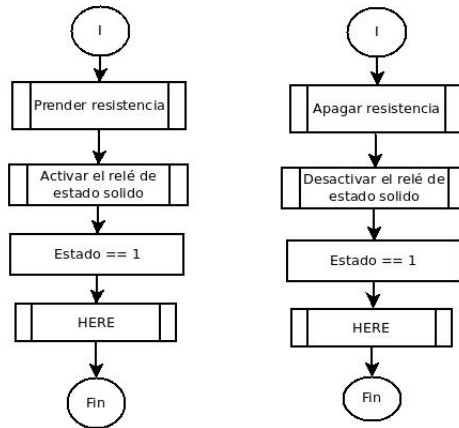 I
Prender resistencia
Activar el relé de
estado solido
Estado == 1
HERE
Fin
I
Apagar resistencia
Desactivar el relé de
estado solido
Estado == 1
HERE
Fin